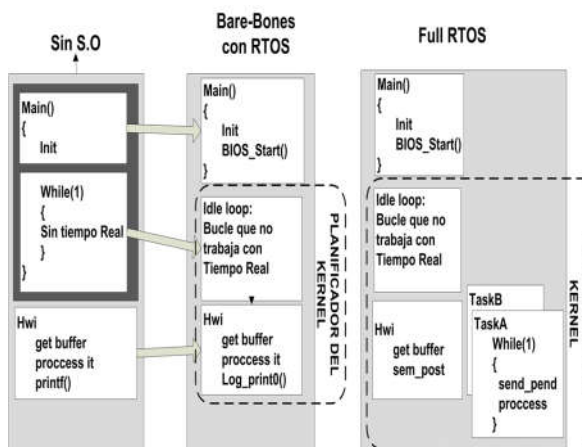 Sin S.O
Main()
{
Init
While(1)
{
Sin tiempo Real
}
}
Hwi
get buffer
proccess it
printf()
Bare-Bones
con RTOS
Main()
{
Init
BIOS_Start()
}
Idle loop:
Bucle que no
trabaja con
Tiempo Real
Hwi
get buffer
proccess it
Log_print0()
PLANIFICADOR DEL
KERNEL
Full RTOS
Main()
{
Init
BIOS_Start()
}
Idle loop:
Bucle que no
trabaja con
Tiempo Real
Hwi
get buffer
sem_post
TaskB
TaskA
While(1)
{
send_pend
proccess
}
KERNEL